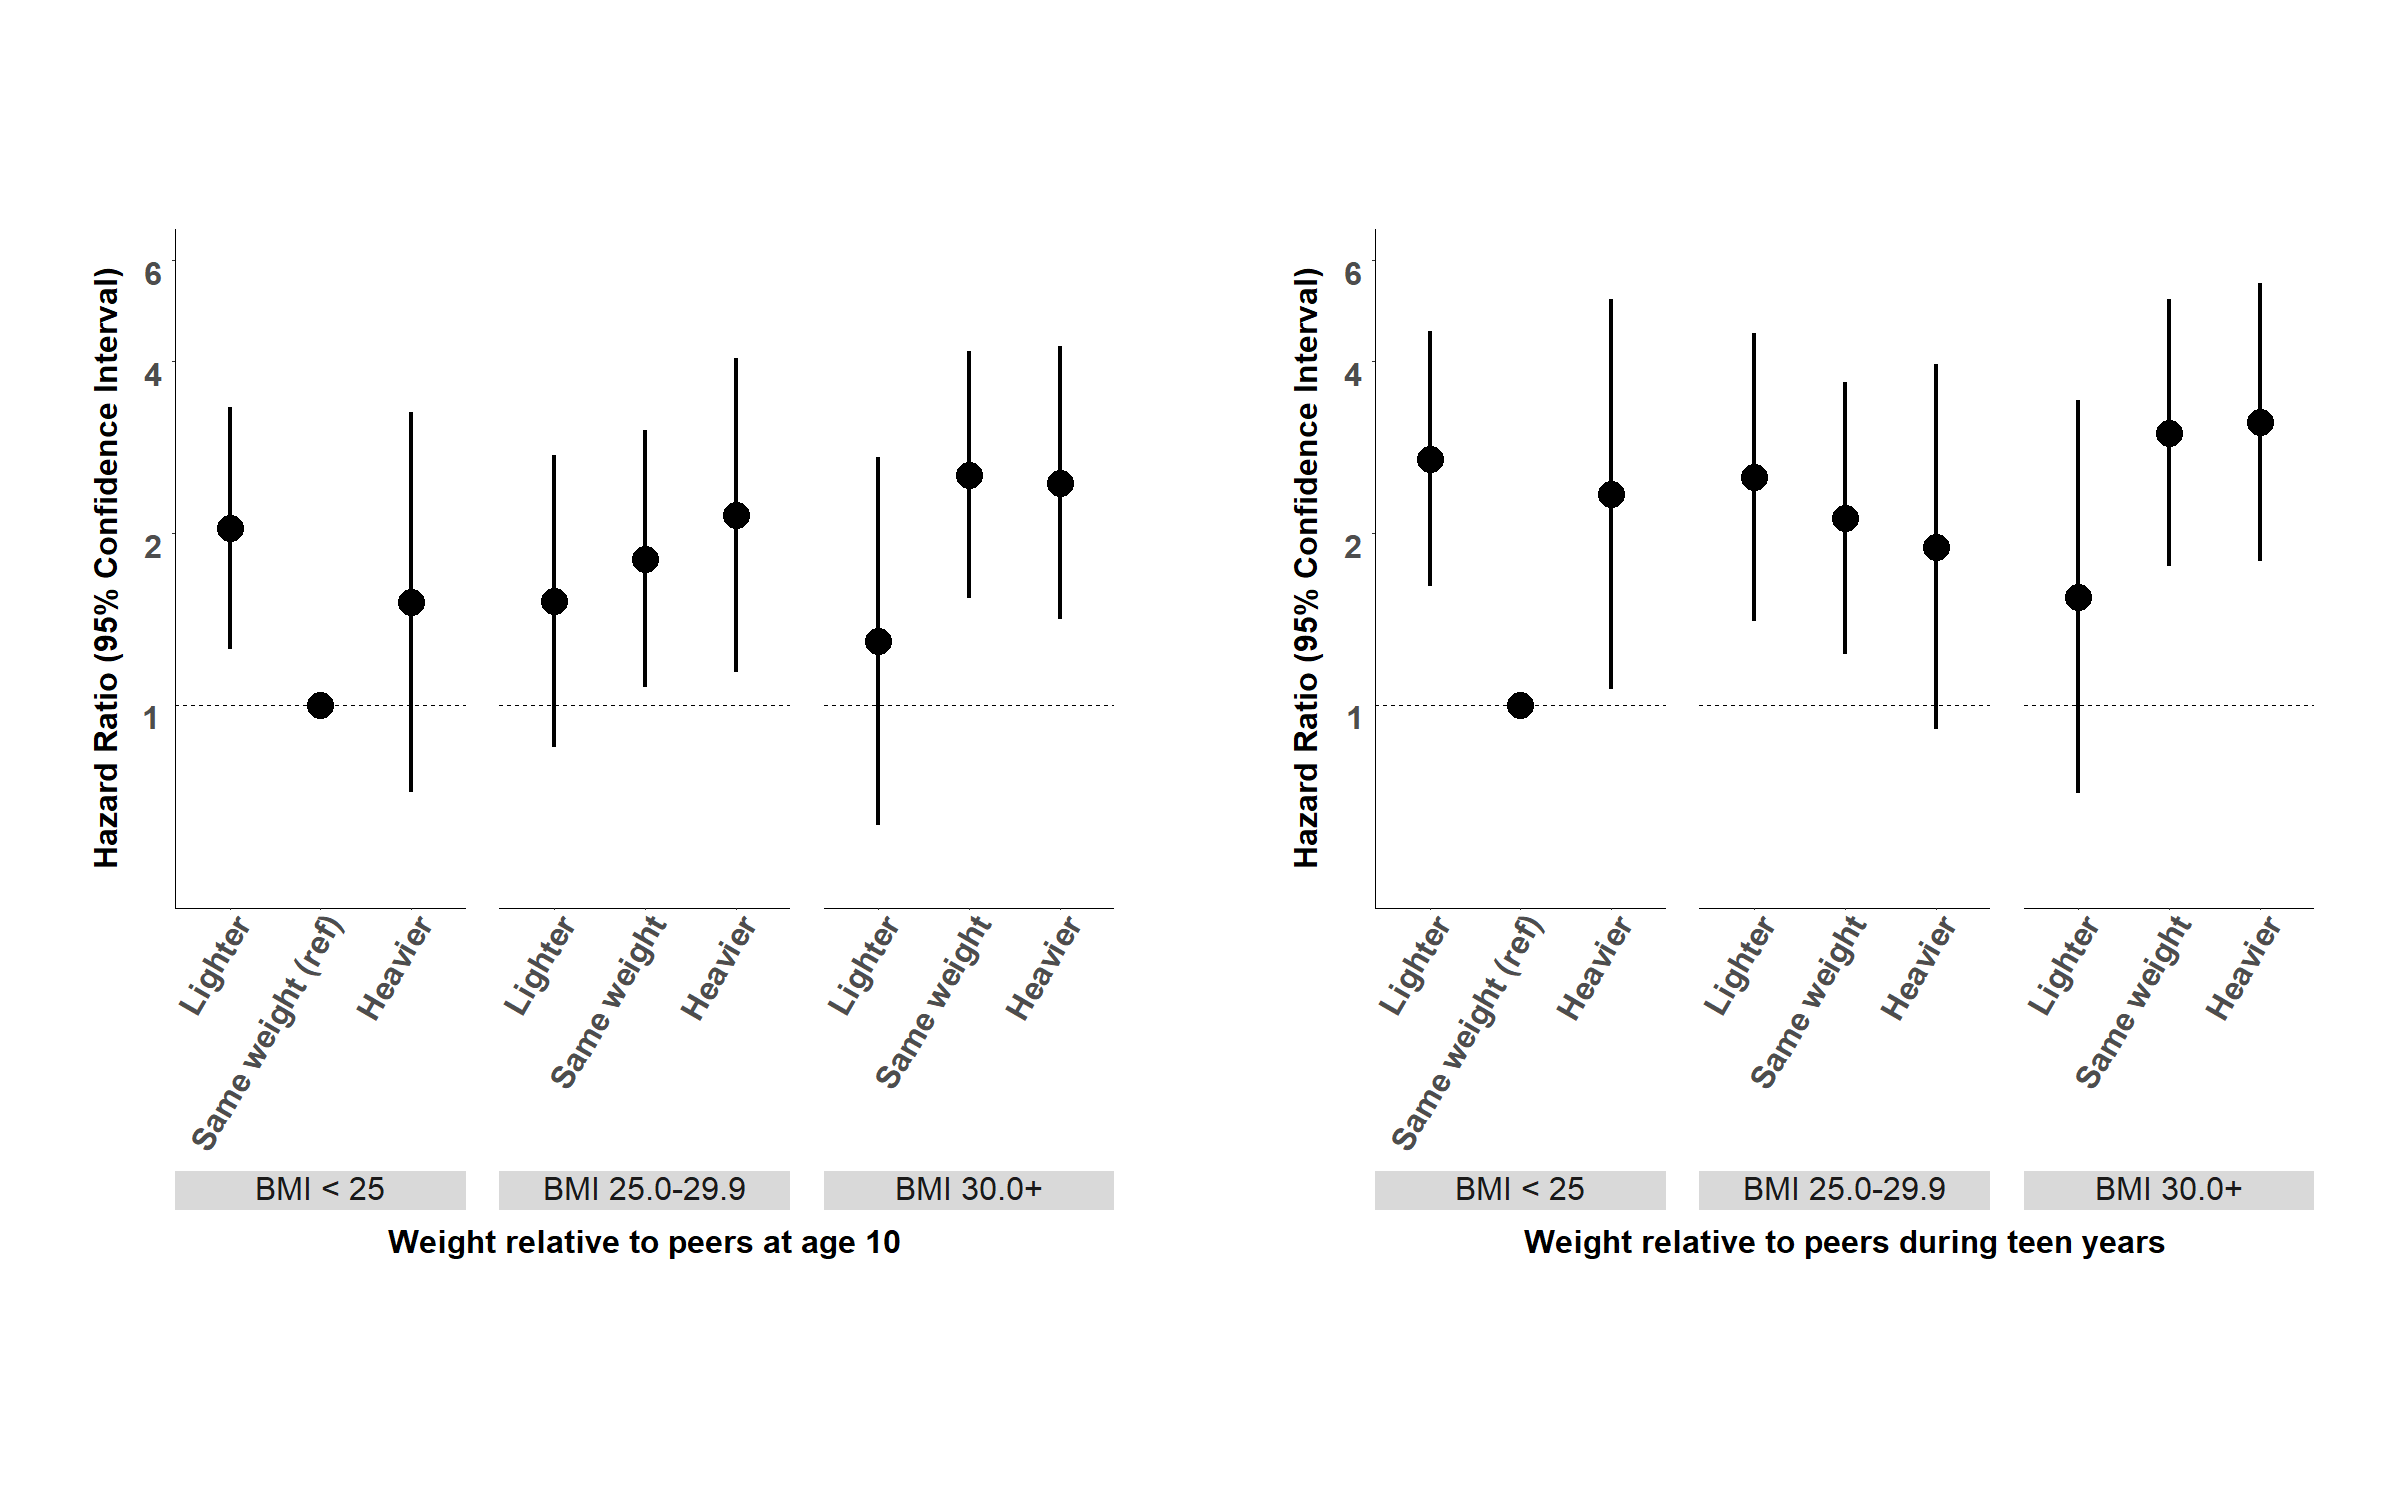 Hazard Ratio (95% Confidence Interval)
6
4
2
1
Lighter
Same weight (ref)
Heavier
Lighter
Same weight
Heavier
Lighter
Same weight
Heavier
BMI < 25
BMI 25.0-29.9
BMI 30.0+
Weight relative to peers at age 10
Hazard Ratio (95% Confidence Interval)
6
4
2
1
Lighter
Same weight (ref)
Heavier
Lighter
Same weight
Heavier
Lighter
Same weight
Heavier
BMI < 25
BMI 25.0-29.9
BMI 30.0+
Weight relative to peers during teen years